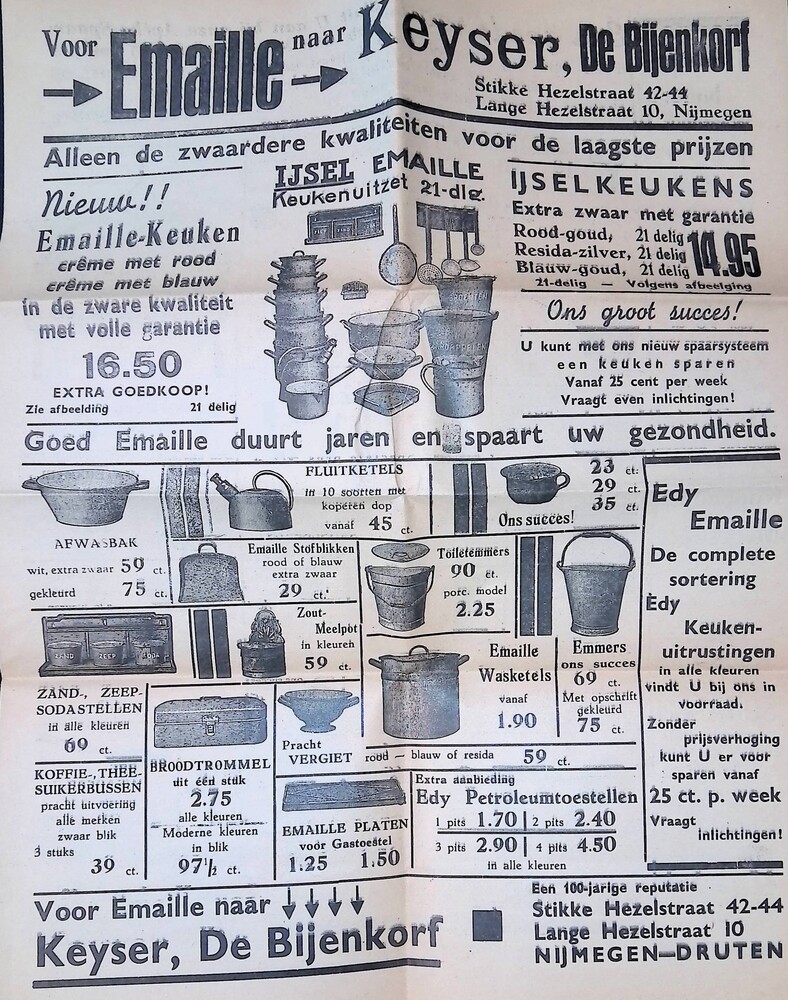 Voor Emaille naar Keyser, De Bijenkorf
Stikke Hezelstraat 42-44
Lange Hezelstraat 10, Nijmegen
Alleen de zwaardere kwaliteiten voor de laagste prijzen
Nieuw!!
Emaille-Keuken
crême met rood
crême met blauw
in de zware kwaliteit
met volle garantie
16.50
EXTRA GOEDKOOP!
Zie afbeelding 21 delig
IJSEL EMAILLE
Keukenuitzet 21-dlg.
IJSELKEUKENS
Extra zwaar met garantie
Rood-goud, 21 delig
Resida-zilver, 21 delig
Blauw-goud, 21 delig
14.95
21-delig — Volgens afbeelging
Ons groot succes!
U kunt met ons nieuw spaarsysteem
een keuken sparen
Vanaf 25 cent per week
Vraagt even inlichtingen!
Goed Emaille duurt jaren en spaart uw gezondheid.
AFWASBAK
wit, extra zwaar 59 ct.
gekleurd 75 ct.
FLUITKETELS
in 10 soorten met
koperen dop
vanaf 45 ct.
23 ct.
29 ct.
35 ct.
Ons succes!
Emaille Stofblikken
rood of blauw
extra zwaar
29 ct.
Toiletemmers
90 ct.
porc. model
2.25
Emmers
ons succes
69 ct.
Met opschrift
gekleurd
75 ct.
ZAND ZEEP SODA
Zout-
Meelpot
in kleuren
59 ct.
ZAND-, ZEEP-
SODASTELLEN
in alle kleuren
69 ct.
KOFFIE-, THEE-
SUIKERBUSSEN
pracht uitvoering
alle merken
zwaar blik
3 stuks
39 ct.
BROODTROMMEL
uit één stuk
2.75
alle kleuren
Moderne kleuren
in blik
97½ ct.
Pracht
VERGIET
rood — blauw of resida 59 ct.
Emaille
Wasketels
vanaf
1.90
EMAILLE PLATEN
voor Gastoestel
1.25 1.50
Extra aanbieding
Edy Petroleumtoestellen
1 pits 1.70 2 pits 2.40
3 pits 2.90 4 pits 4.50
in alle kleuren
Edy
Emaille
De complete
sortering
Edy
Keuken-
uitrustingen
in alle kleuren
vindt U bij ons in
voorraad.
Zonder
prijsverhoging
kunt U er voor
sparen vanaf
25 ct. p. week
Vraagt
inlichtingen!
Voor Emaille naar
Keyser, De Bijenkorf
Een 100-jarige reputatie
Stikke Hezelstraat 42-44
Lange Hezelstraat 10
NIJMEGEN—DRUTEN